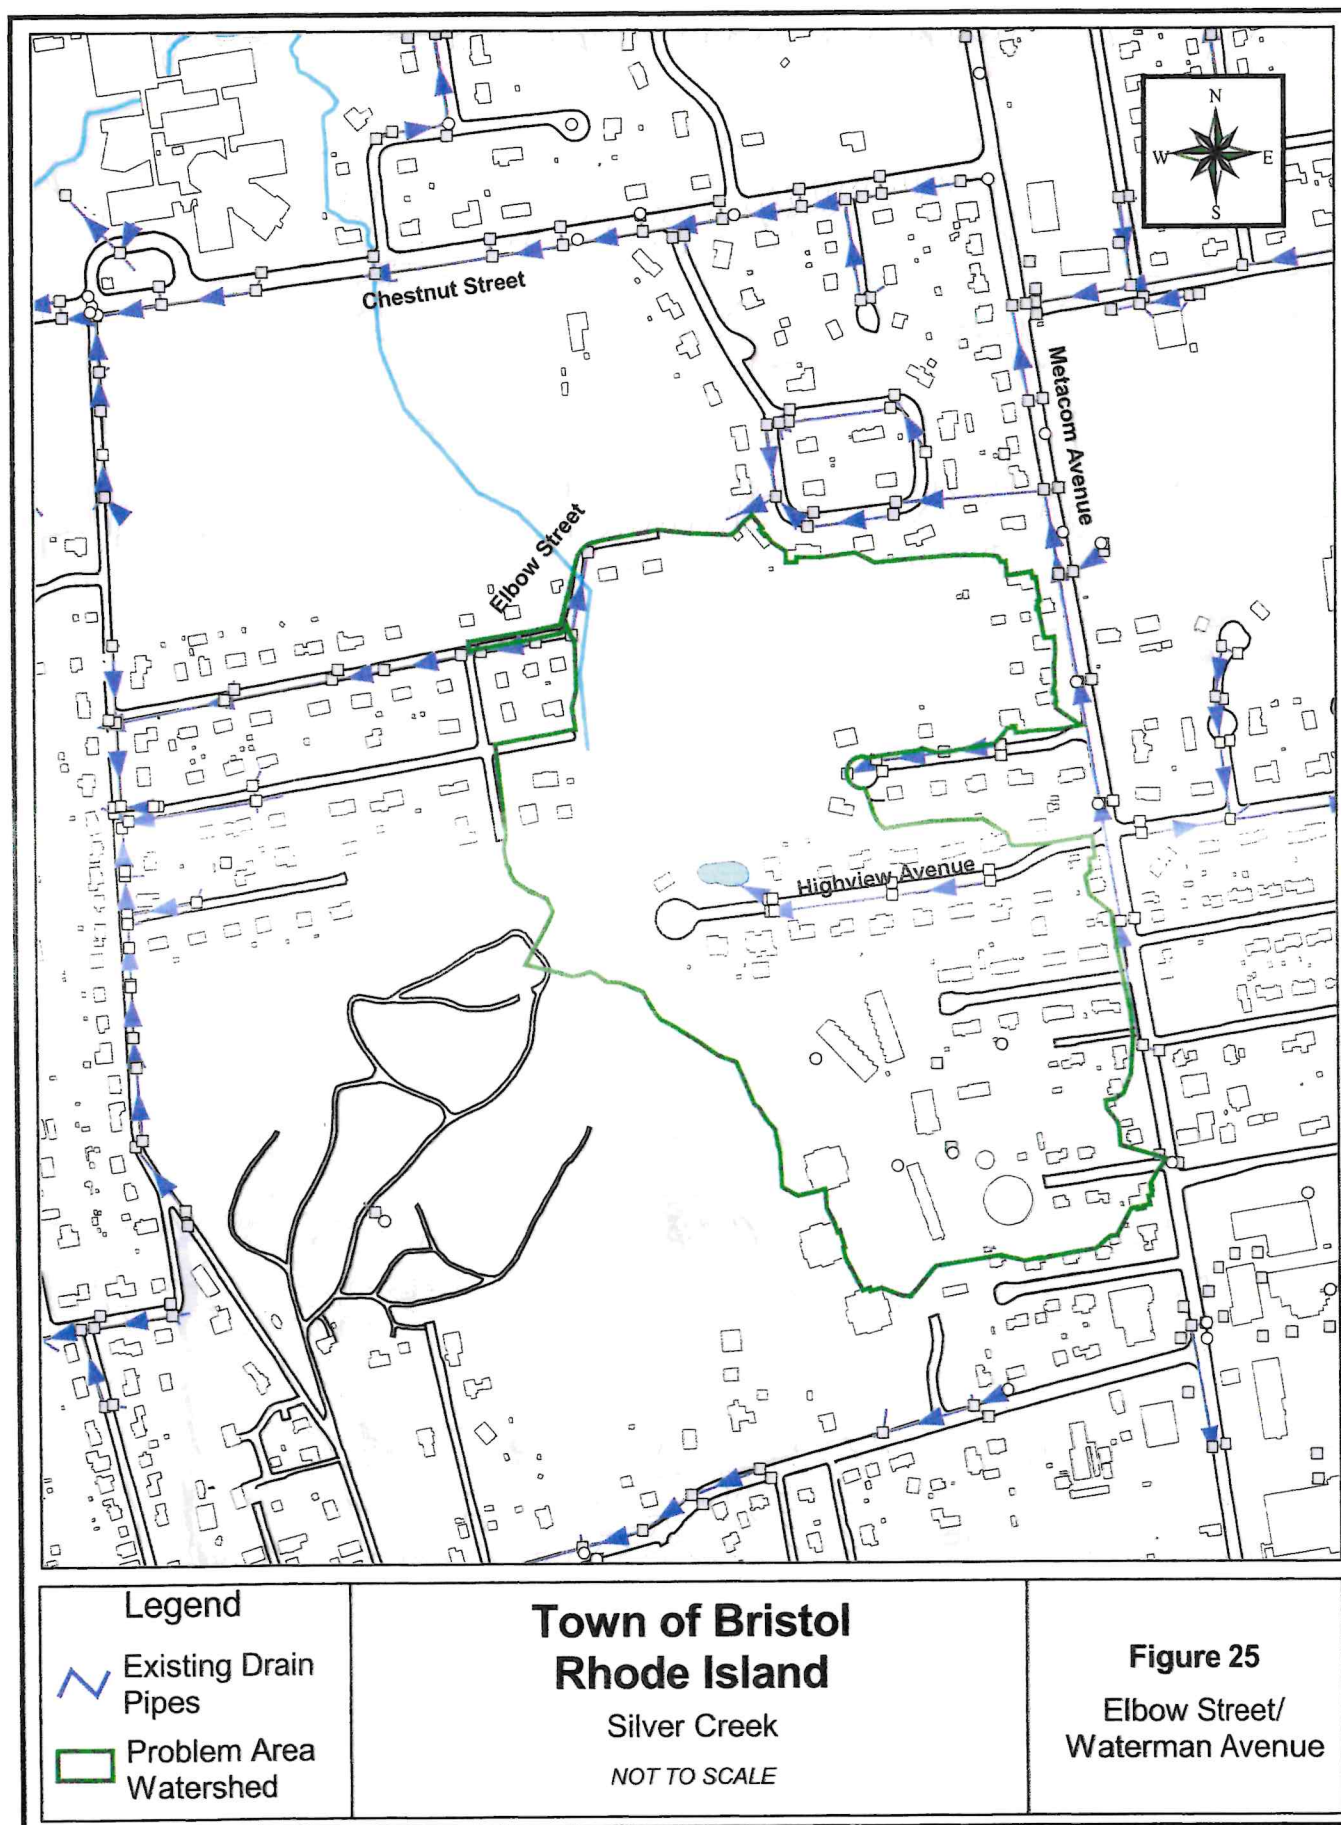 N
W E
S
Chestnut Street
Metacom Avenue
Elbow Street
Highview Avenue
Legend
Existing Drain
Pipes
Problem Area
Watershed
Town of Bristol
Rhode Island
Silver Creek
NOT TO SCALE
Figure 25
Elbow Street/
Waterman Avenue